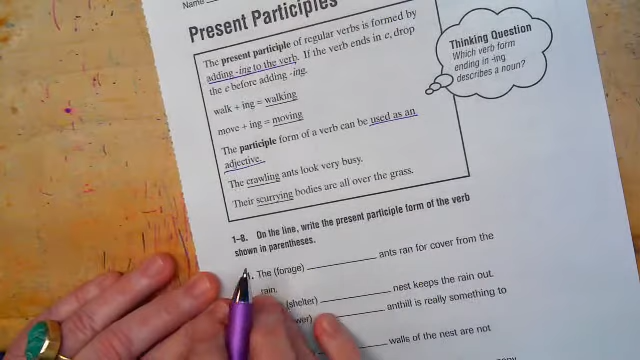 Name
Present Participles
The present participle of regular verbs is formed by
adding -ing to the verb. If the verb ends in e, drop
the e before adding -ing.
walk + ing = walking
move + ing = moving
The participle form of a verb can be used as an
adjective.
The crawling ants look very busy.
Their scurrying bodies are all over the grass.
Thinking Question
Which verb form
ending in -ing
describes a noun?
1–8. On the line, write the present participle form of the verb
shown in parentheses.
The (forage) ants ran for cover from the
rain.
(shelter) nest keeps the rain out.
anthill is really something to
walls of the nest are not